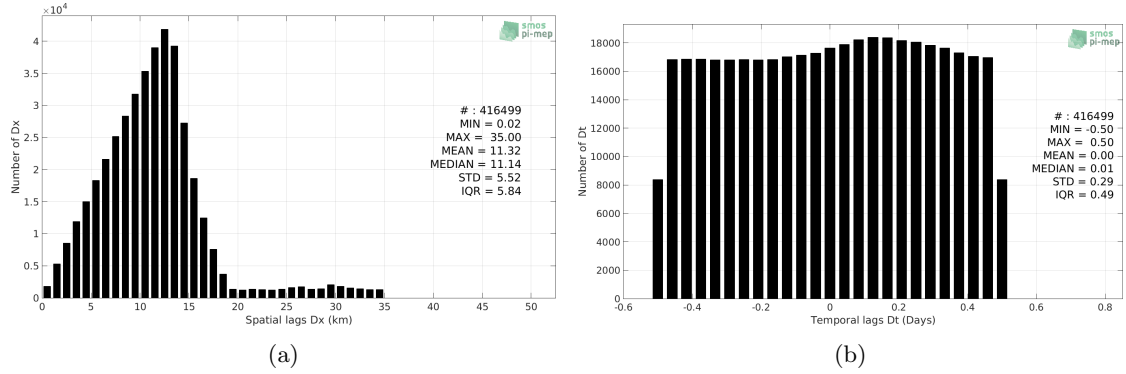 ×10⁴
4
3.5
3
2.5
2
1.5
1
0.5
0
Number of Dx
0 5 10 15 20 25 30 35 40 45 50
Spatial lags Dx (km)
smos
pi-mep
# : 416499
MIN = 0.02
MAX = 35.00
MEAN = 11.32
MEDIAN = 11.14
STD = 5.52
IQR = 5.84
(a)
18000
16000
14000
12000
10000
8000
6000
4000
2000
0
Number of Dt
-0.6 -0.4 -0.2 0 0.2 0.4 0.6 0.8
Temporal lags Dt (Days)
smos
pi-mep
# : 416499
MIN = -0.50
MAX = 0.50
MEAN = 0.00
MEDIAN = 0.01
STD = 0.29
IQR = 0.49
(b)